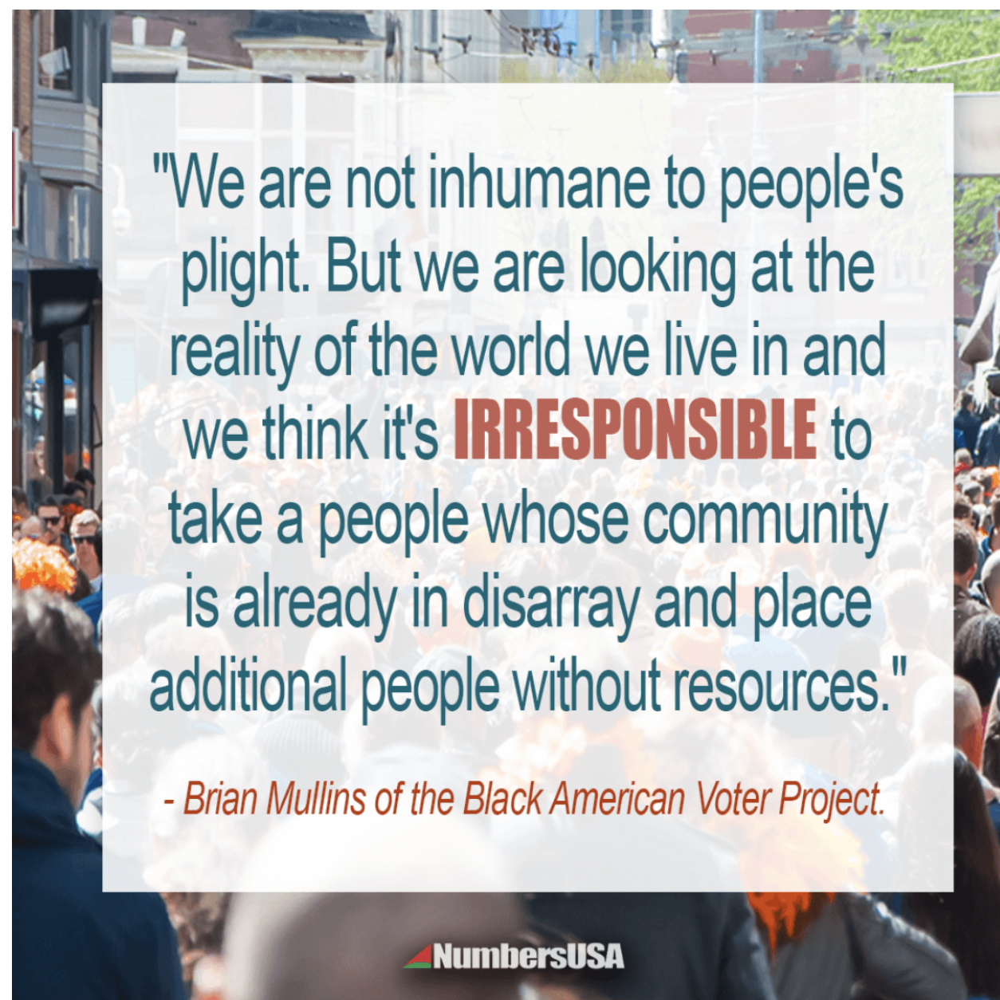 "We are not inhumane to people's
plight. But we are looking at the
reality of the world we live in and
we think it's IRRESPONSIBLE to
take a people whose community
is already in disarray and place
additional people without resources."
- Brian Mullins of the Black American Voter Project.
NumbersUSA